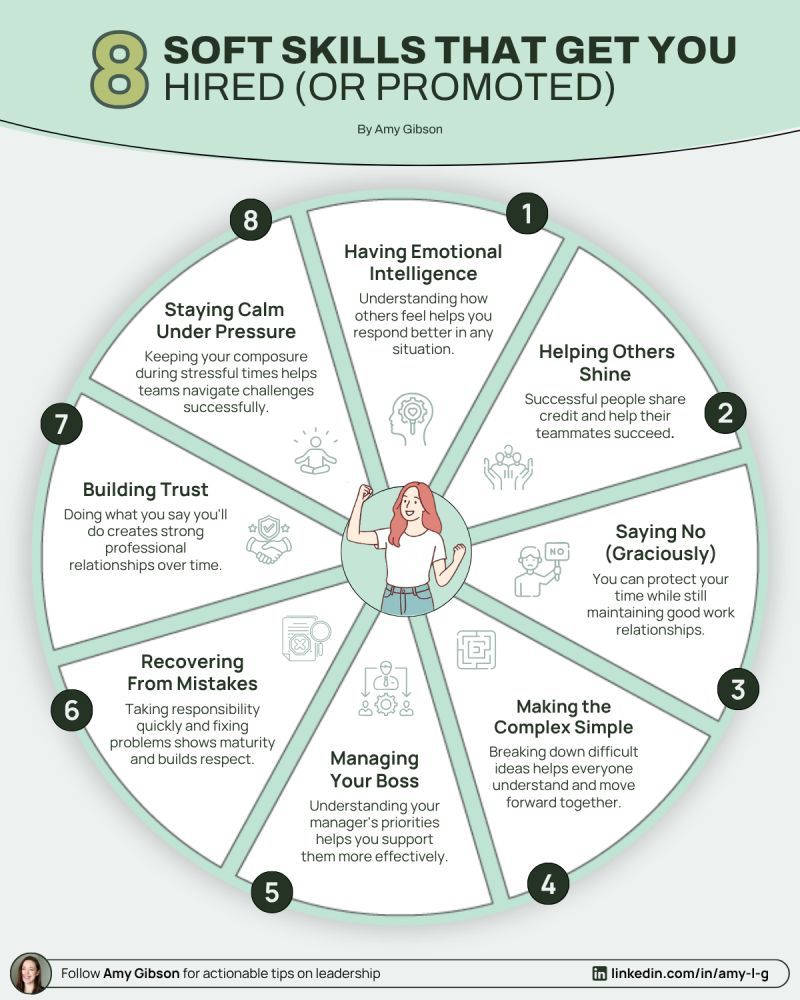 8 SOFT SKILLS THAT GET YOU
HIRED (OR PROMOTED)
By Amy Gibson
1
Having Emotional
Intelligence
Understanding how
others feel helps you
respond better in any
situation.
2
Helping Others
Shine
Successful people share
credit and help their
teammates succeed.
3
Saying No
(Graciously)
You can protect your
time while still
maintaining good work
relationships.
NO
4
Making the
Complex Simple
Breaking down difficult
ideas helps everyone
understand and move
forward together.
5
Managing
Your Boss
Understanding your
manager's priorities
helps you support
them more effectively.
6
Recovering
From Mistakes
Taking responsibility
quickly and fixing
problems shows maturity
and builds respect.
7
Building Trust
Doing what you say you'll
do creates strong
professional
relationships over time.
8
Staying Calm
Under Pressure
Keeping your composure
during stressful times helps
teams navigate challenges
successfully.
Follow Amy Gibson for actionable tips on leadership
in linkedin.com/in/amy-l-g